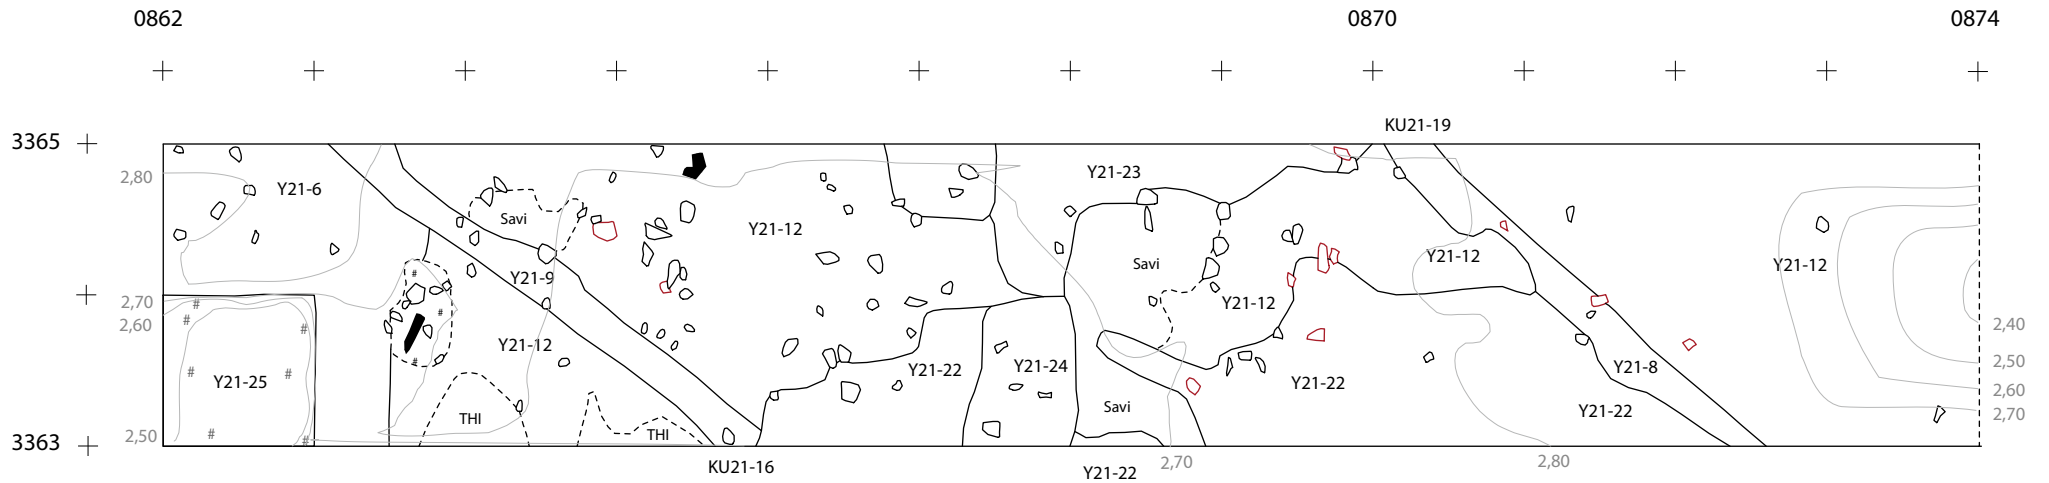 0862 0870 0874
KU21-19
3365
2,80 Y21-6 Y21-23
Savi Y21-12
Y21-9 Savi Y21-12 Y21-12
#
2,70 Y21-12
# #
2,60 # # 2,40
Y21-12
# 2,50
Y21-25 # # Y21-22 Y21-24 Y21-8
Y21-22 2,60
Savi Y21-22 2,70
THI
2,50 # THI
3363 #
KU21-16 Y21-22 2,70 2,80